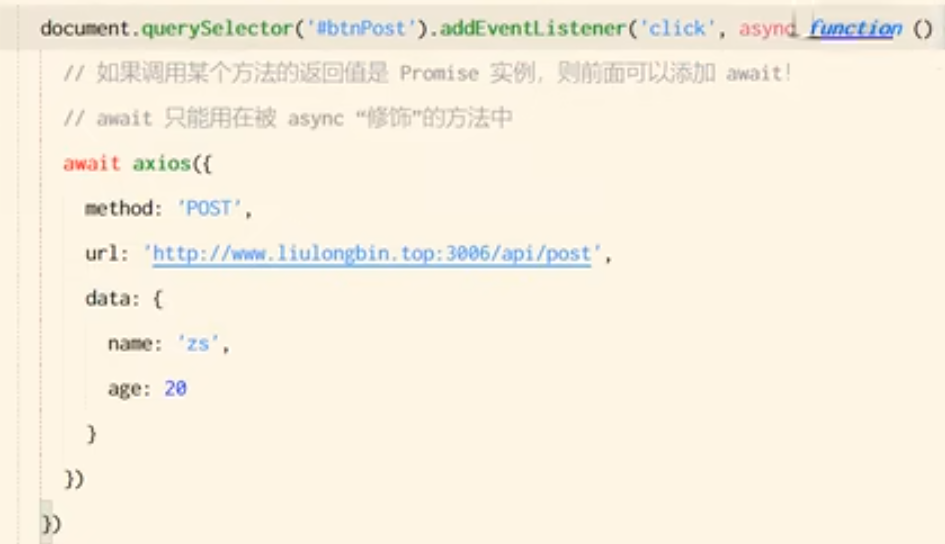 document.querySelector('#btnPost').addEventListener('click', async function ()
// 如果调用某个方法的返回值是 Promise 实例，则前面可以添加 await！
// await 只能用在被 async “修饰”的方法中
await axios({
method: 'POST',
url: 'http://www.liulongbin.top:3006/api/post',
data: {
name: 'zs',
age: 20
}
})
})